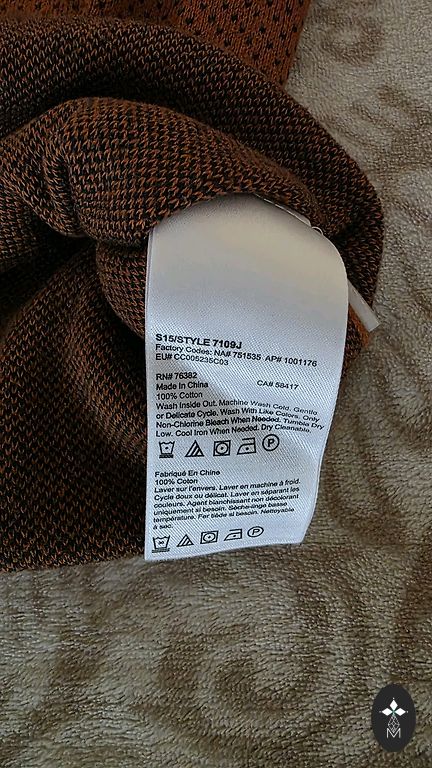 S15/STYLE 7109J
Factory Codes: NA# 751535 AP# 1001176
EU# CC005235C03
RN# 76382
Made In China CA# 58417
100% Cotton
Wash Inside Out. Machine Wash Cold. Gentle
or Delicate Cycle. Wash With Like Colors. Only
Non-Chlorine Bleach When Needed. Tumble Dry
Low. Cool Iron When Needed. Dry Cleanable.
Fabriqué En Chine
100% Coton
Laver sur l'envers. Laver en machine à froid.
Cycle doux ou délicat. Laver en séparant les
couleurs. Agent blanchissant non décolorant
uniquement si besoin. Sèche-linge basse
température. Fer tiède si besoin. Nettoyable
à sec.
M